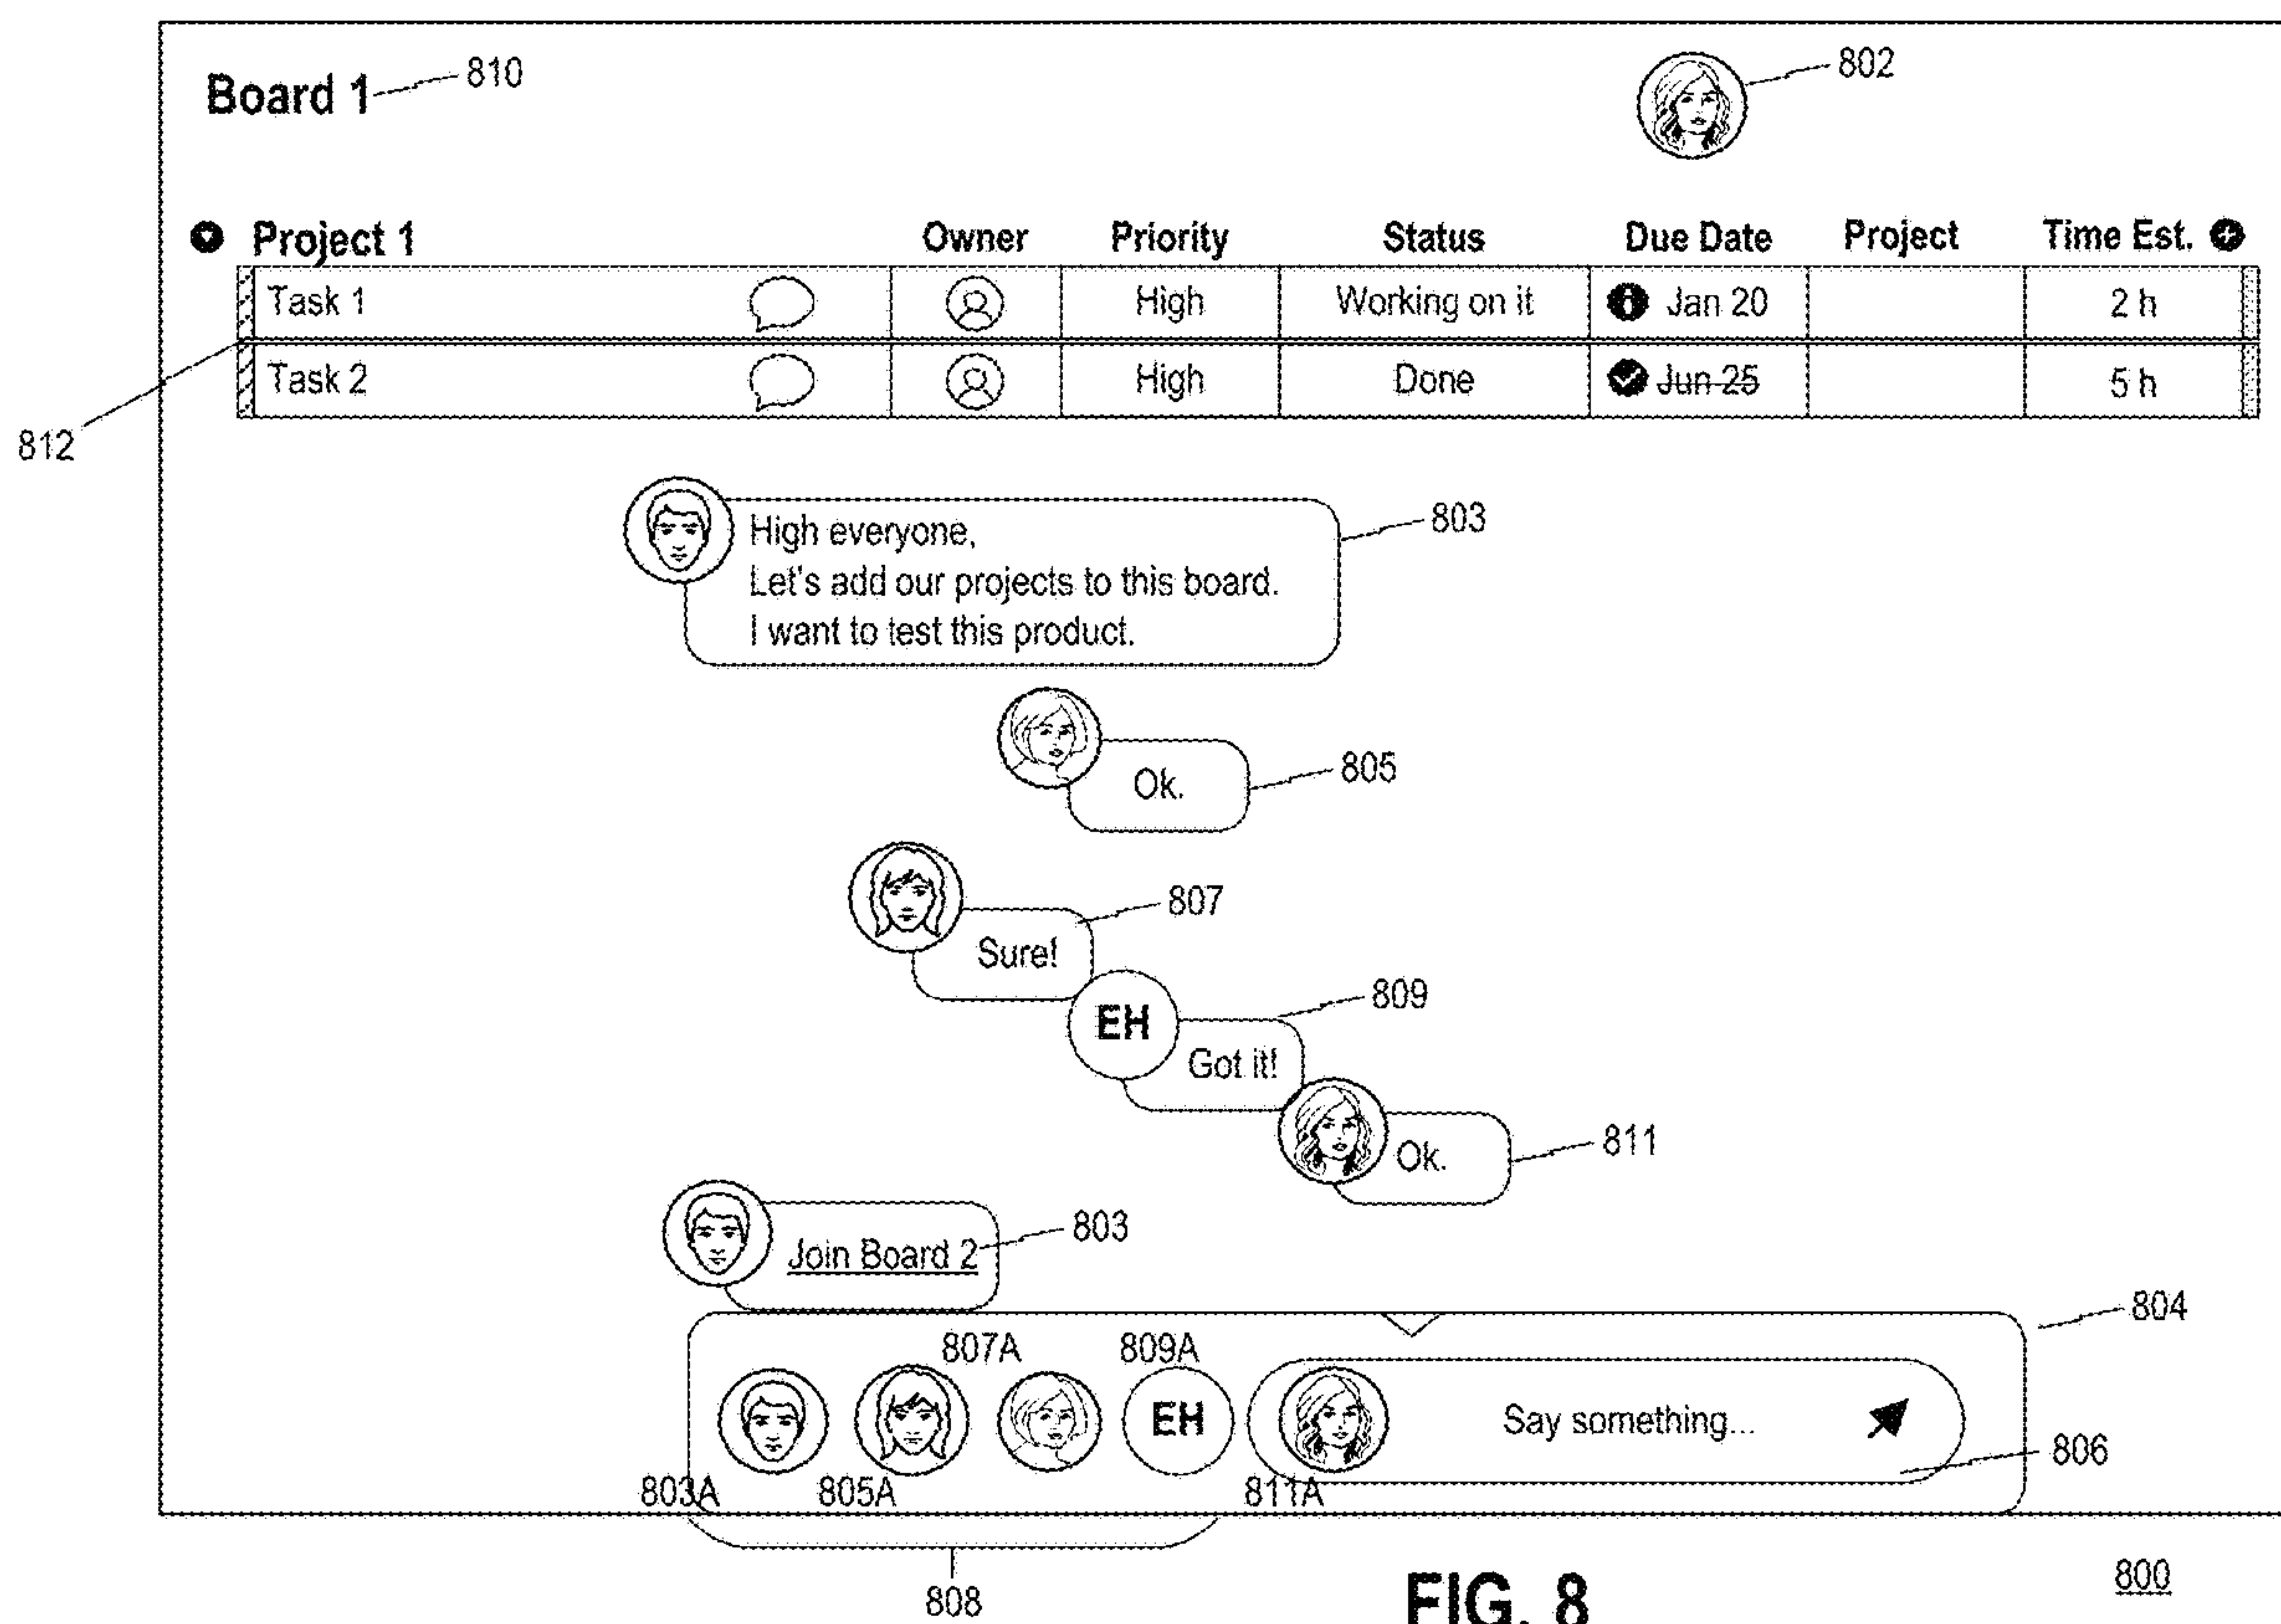 Board 1 810
802
Project 1 Owner Priority Status Due Date Project Time Est.
Task 1 High Working on it Jan 20 2 h
Task 2 High Done Jun 25 5 h
812
High everyone, 803
Let's add our projects to this board.
I want to test this product.
Ok. 805
807
Sure!
809
EH
Got it!
Ok. 811
Join Board 2 803
804
807A 809A
EH Say something...
806
803A 805A 811A
808
FIG. 8 800